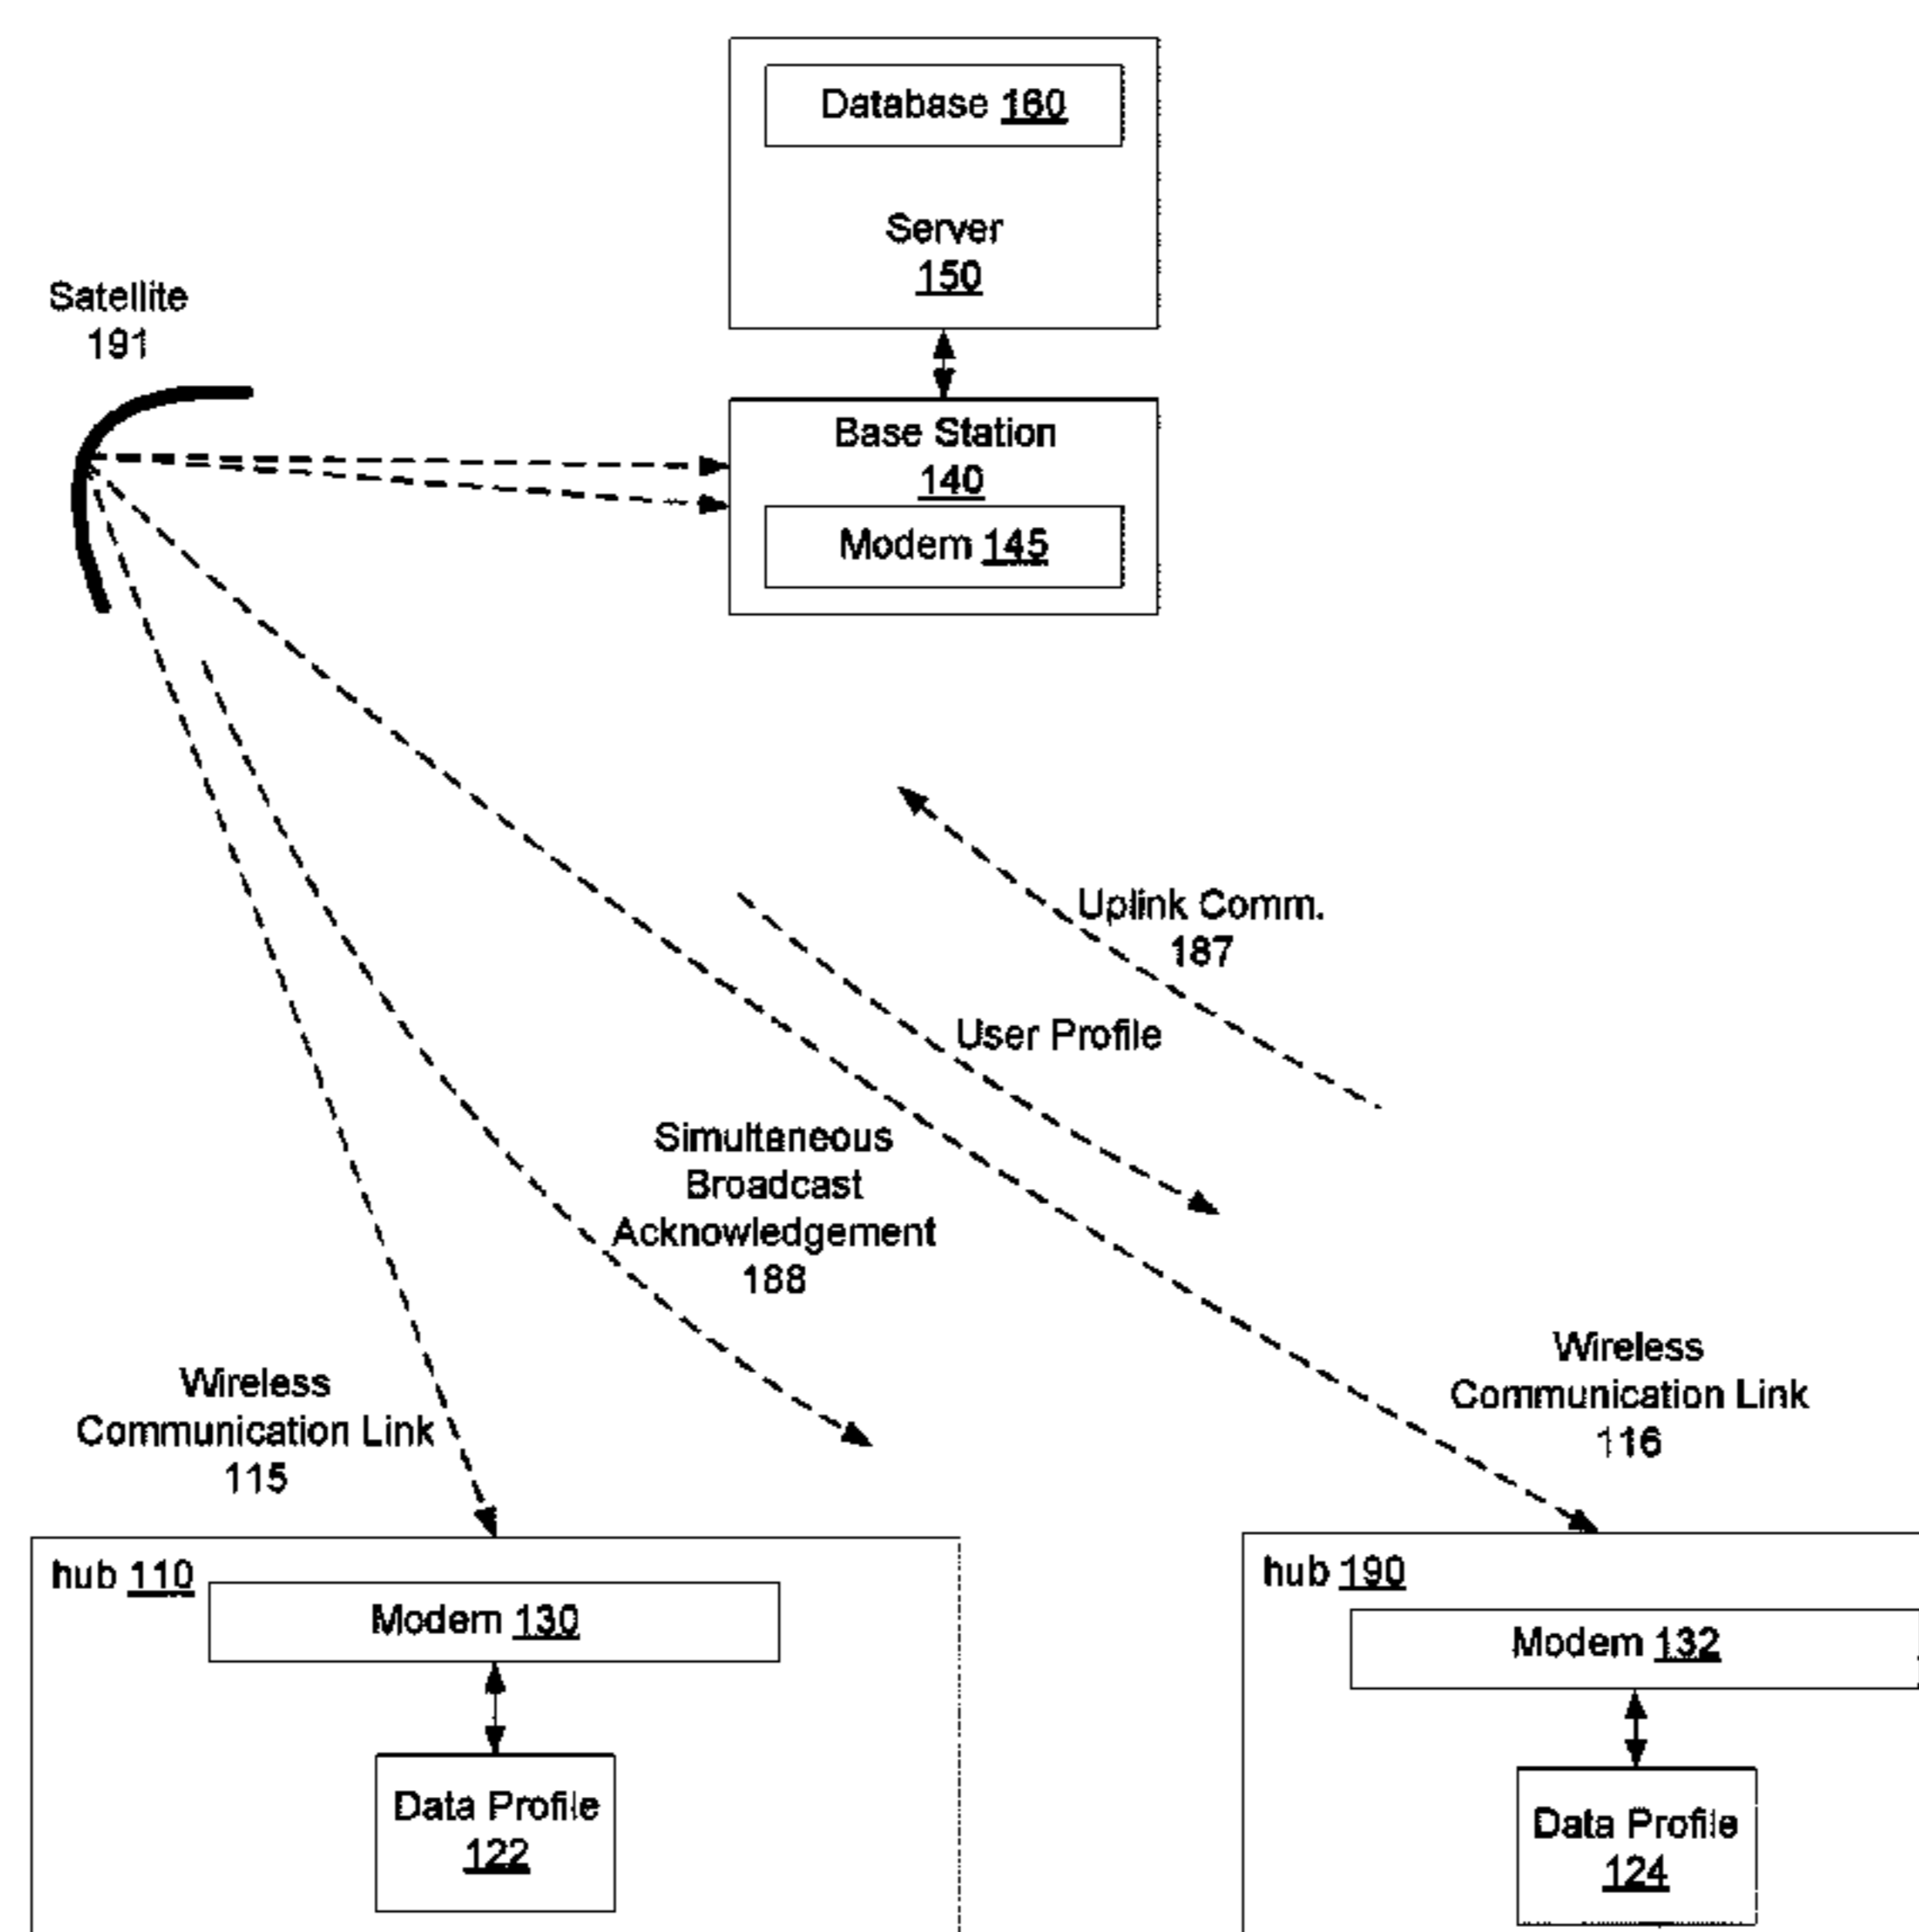 Database 160
Server
150
Satellite
191
Base Station
140
Modem 145
Uplink Comm.
187
User Profile
Simultaneous
Broadcast
Acknowledgement
188
Wireless
Communication Link
116
Wireless
Communication Link
115
hub 110
Modem 130
Data Profile
122
hub 190
Modem 132
Data Profile
124